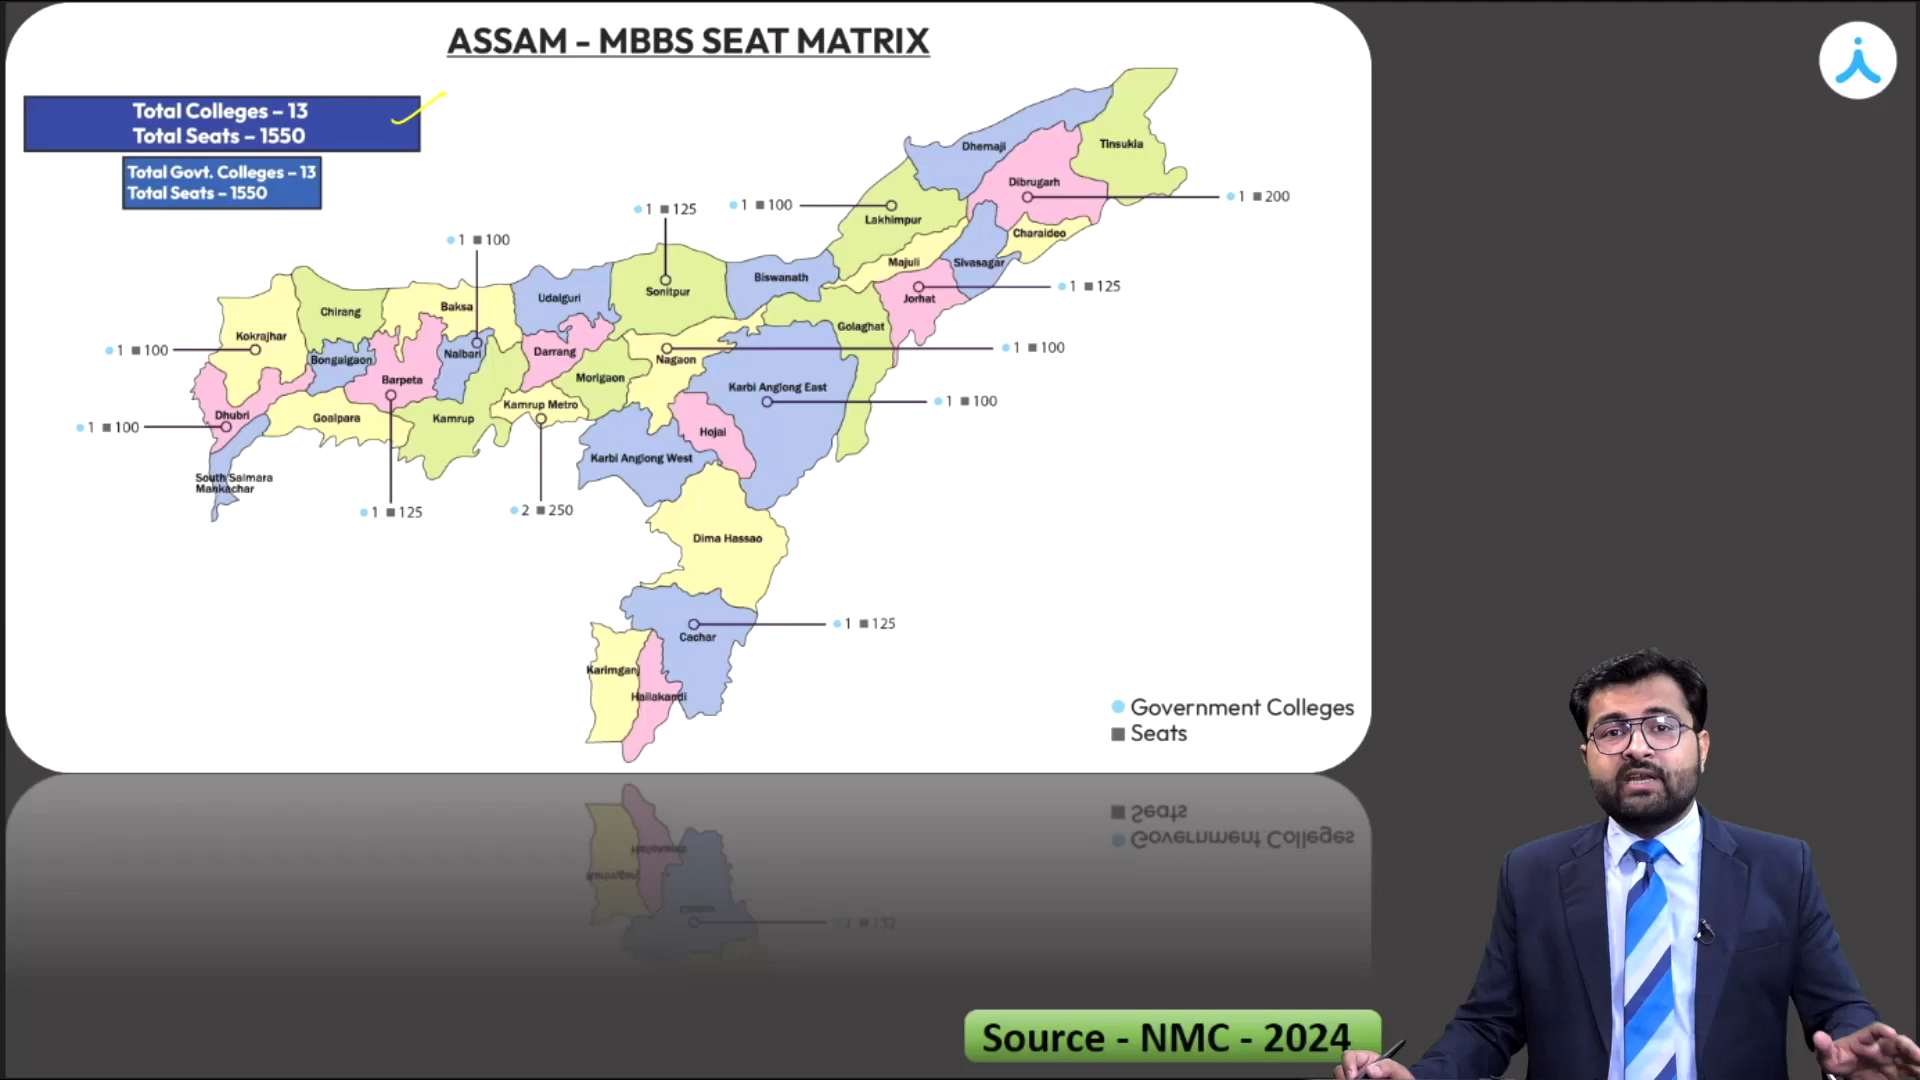 ASSAM - MBBS SEAT MATRIX
Total Colleges – 13
Total Seats – 1550
Total Govt. Colleges – 13
Total Seats – 1550
Tinsukia
Dhemaji
Dibrugarh
1 200
1 100
1 125
Lakhimpur
Charaideo
1 100
Majuli
Sivasagar
Biswanath
Sonitpur
Udalguri
Jorhat
1 125
Baksa
Chirang
Golaghat
Kokrajhar
1 100
Nagaon
1 100
Darrang
Nalbari
Bongaigaon
Barpeta
Morigaon
Karbi Anglong East
1 100
Kamrup Metro
Dhubri
1 100
Goalpara
Kamrup
Hojai
Karbi Anglong West
South Salmara
Mankachar
1 125
2 250
Dima Hassao
Cachar
1 125
Karimganj
Hailakandi
Government Colleges
Seats
Source - NMC - 2024